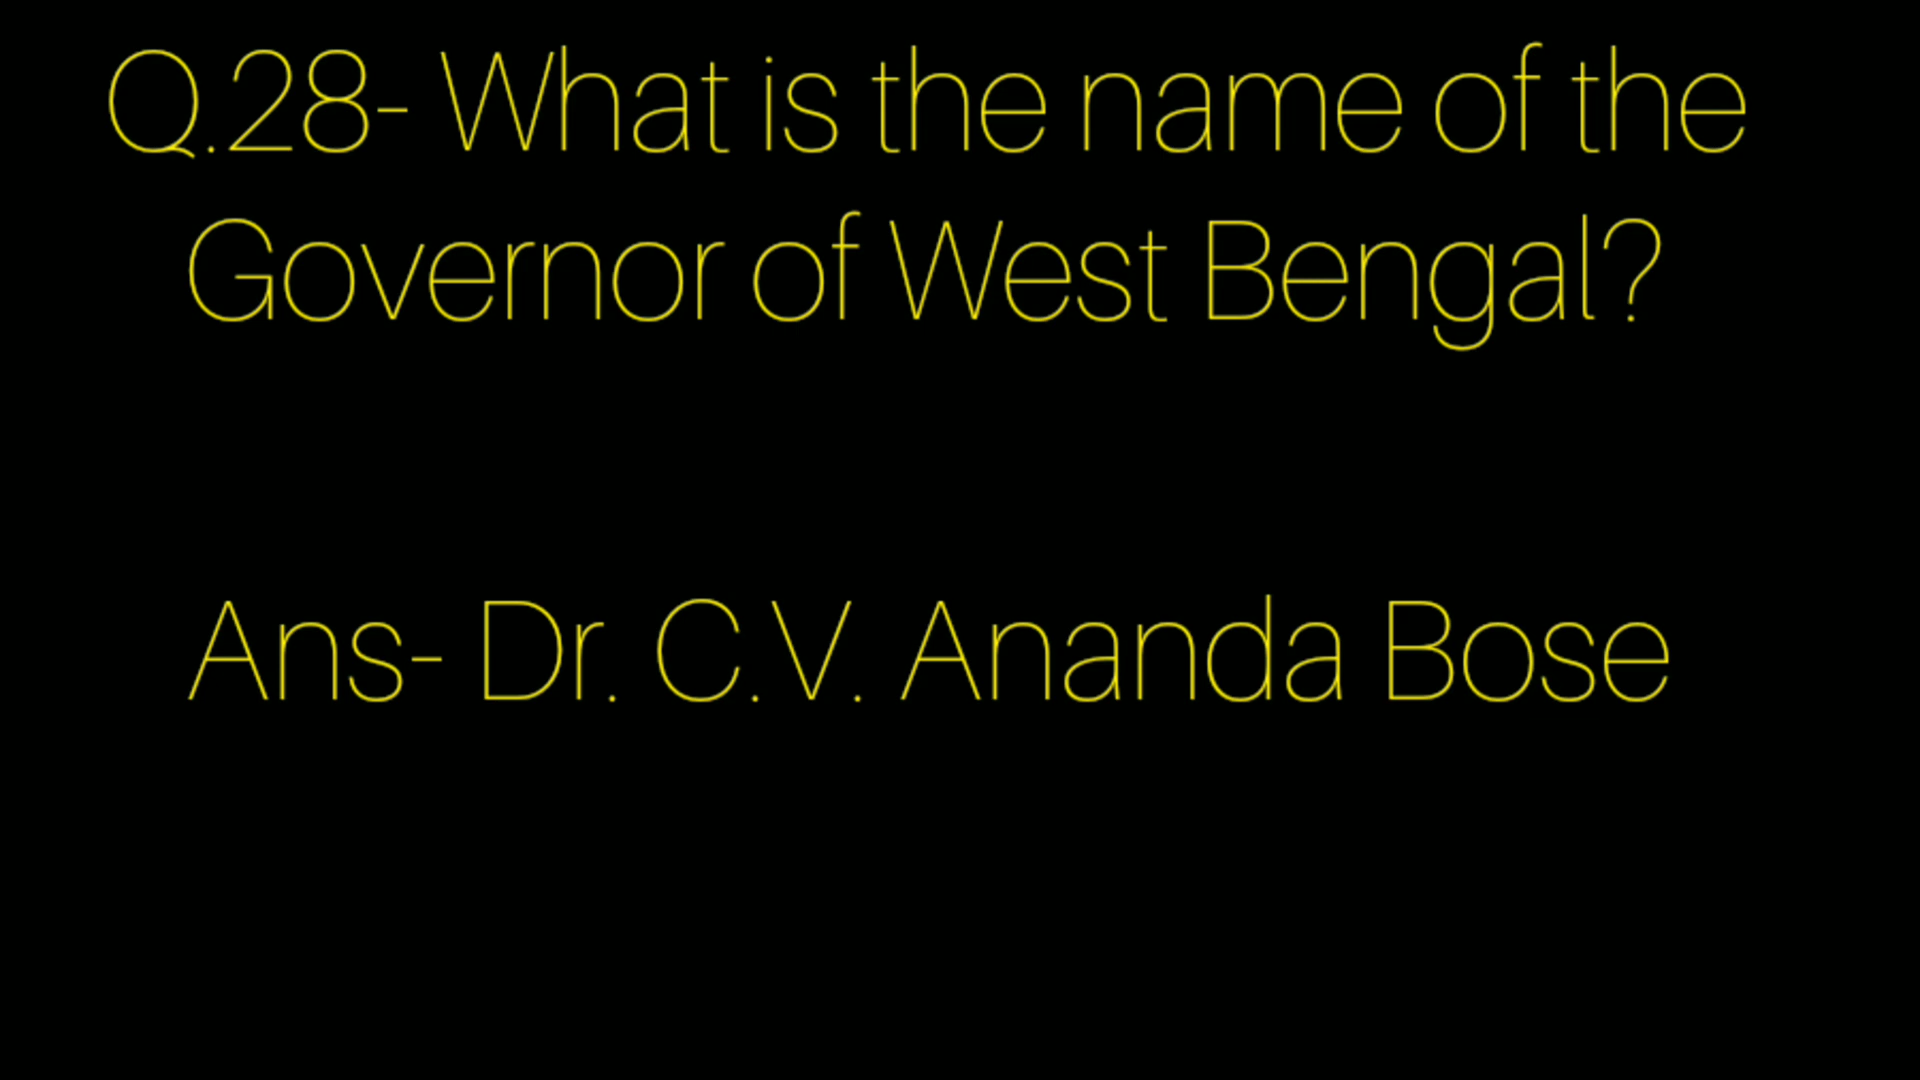 Q.28- What is the name of the
Governor of West Bengal?
Ans- Dr. C.V. Ananda Bose